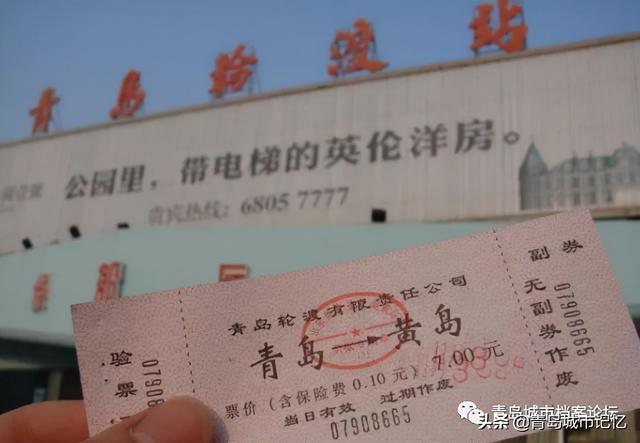 青岛轮渡站
公园里，带电梯的英伦洋房。
贵宾热线：6805 7777
青岛轮渡有限责任公司
青岛→黄岛
票价（含保险费0.10元）7.00元
当日有效 过期作废
07908665
验票
07908
副券
无副券作废
07908665
青岛城市档案论坛
头条 @青岛城市记忆